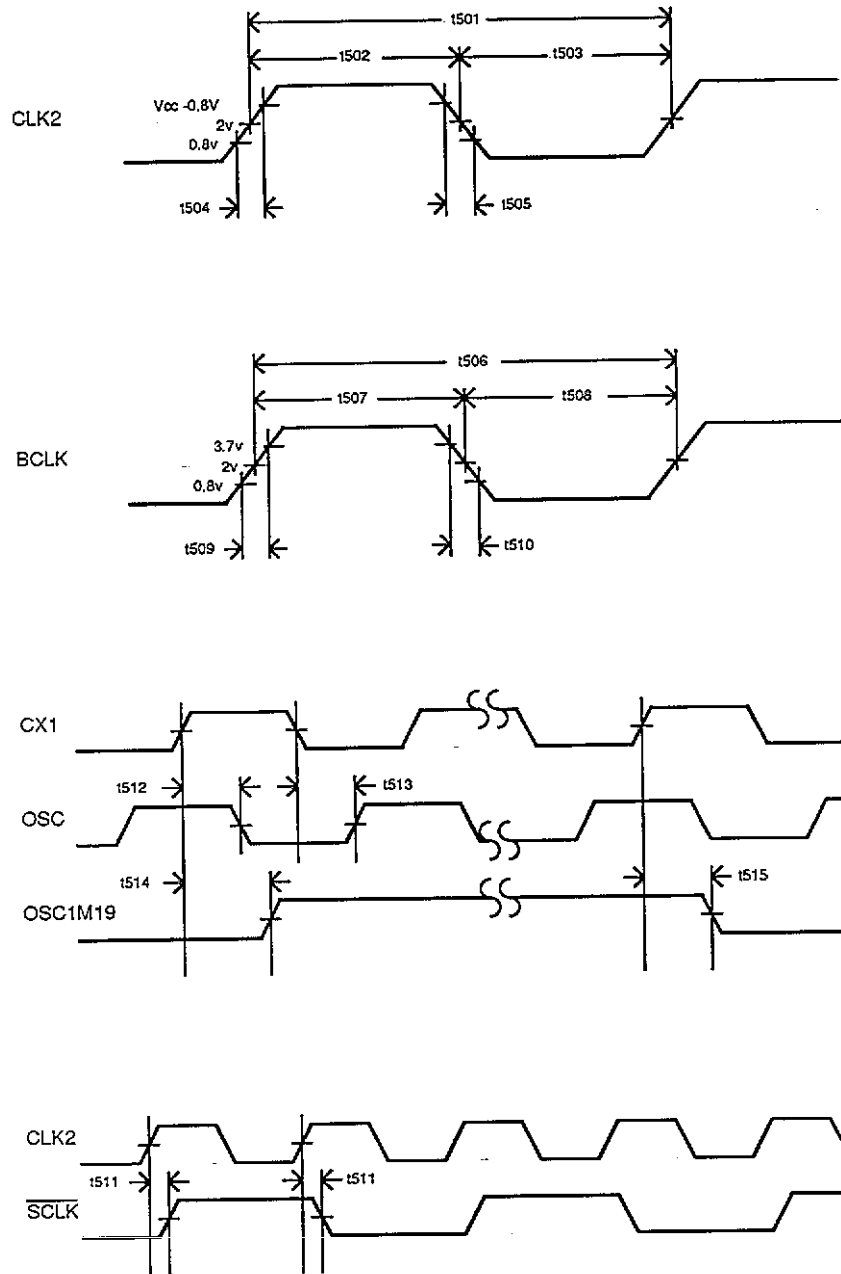 t501
t502 t503
Vcc -0.8V
CLK2
2v
0.8v
t504 t505
t506
t507 t508
3.7v
BCLK
2v
0.8v
t509 t510
CX1
t512 t513
OSC
t514 t515
OSC1M19
CLK2
t511 t511
SCLK